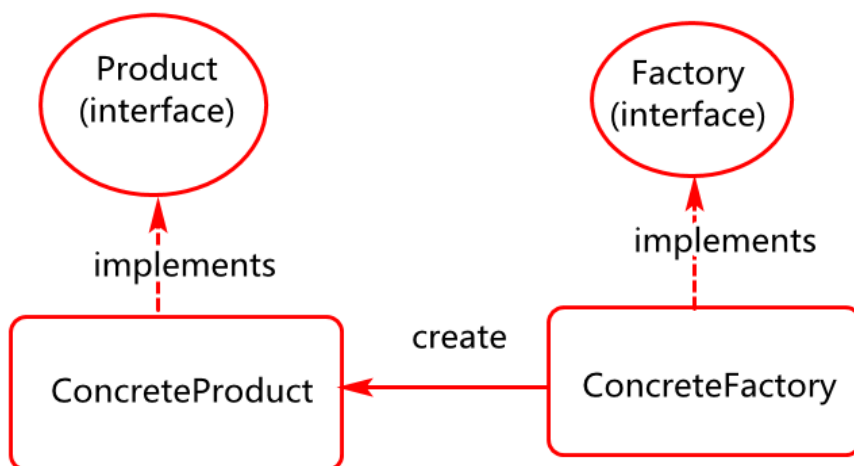 Product
(interface)
Factory
(interface)
implements
implements
create
ConcreteProduct
ConcreteFactory